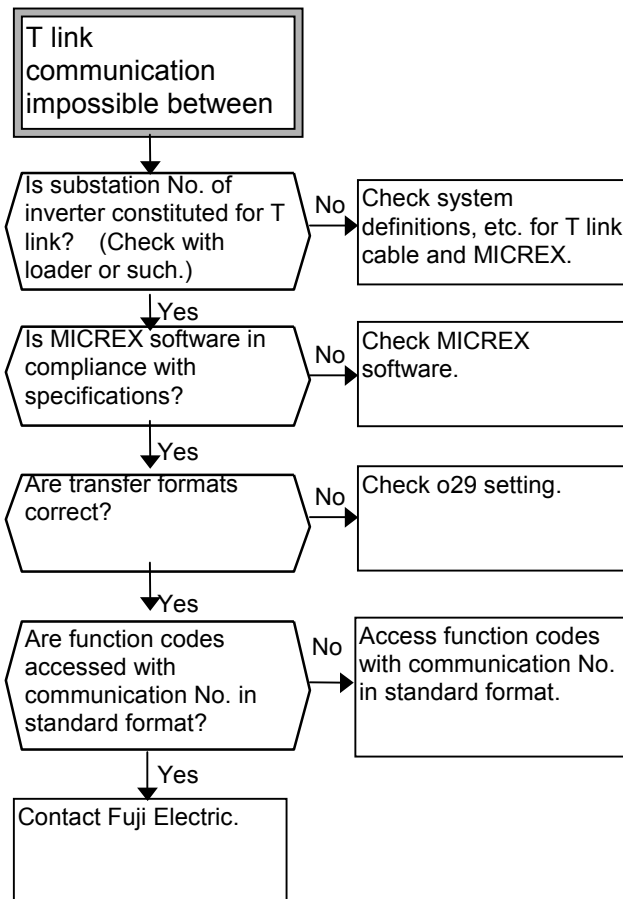 T link
communication
impossible between
Is substation No. of
inverter constituted for T
link? (Check with
loader or such.)
No
Check system
definitions, etc. for T link
cable and MICREX.
Yes
Is MICREX software in
compliance with
specifications?
No
Check MICREX
software.
Yes
Are transfer formats
correct?
No
Check o29 setting.
Yes
Are function codes
accessed with
communication No. in
standard format?
No
Access function codes
with communication No.
in standard format.
Yes
Contact Fuji Electric.